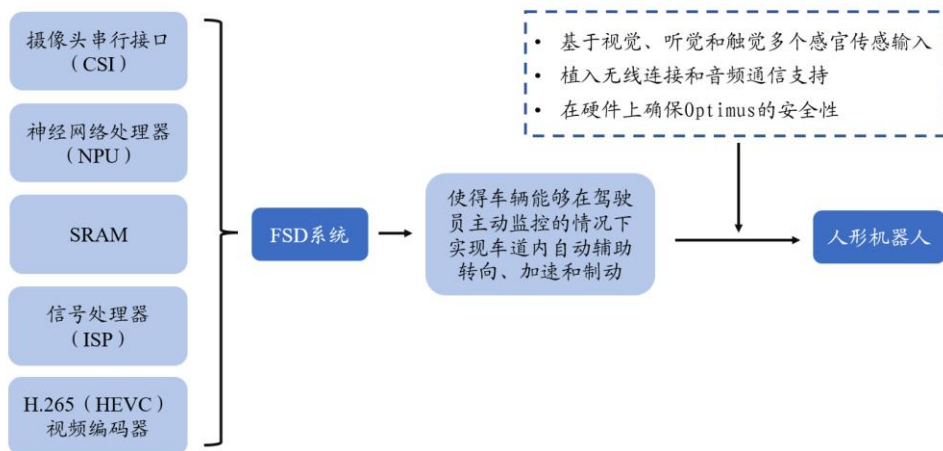 摄像头串行接口
（CSI）
神经网络处理器
（NPU）
SRAM
信号处理器
（ISP）
H.265（HEVC）
视频编码器
FSD系统
使得车辆能够在驾驶
员主动监控的情况下
实现车道内自动辅助
转向、加速和制动
• 基于视觉、听觉和触觉多个感官传感输入
• 植入无线连接和音频通信支持
• 在硬件上确保Optimus的安全性
人形机器人